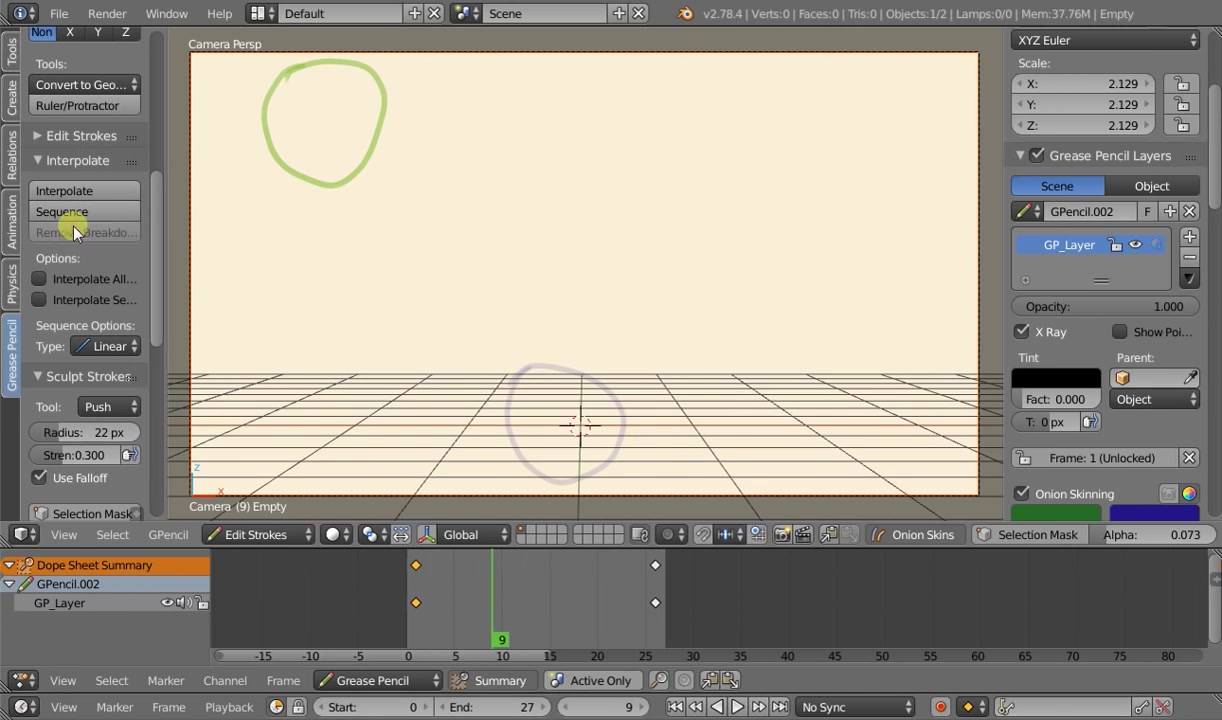 File Render Window Help Default Scene v2.78.4 | Verts:0 | Faces:0 | Tris:0 | Objects:1/2 | Lamps:0/0 | Mem:37.76M | Empty
Tools
Create
Relations
Animation
Physics
Grease Pencil
Non X Y Z
Tools:
Convert to Geo...
Ruler/Protractor
Edit Strokes
Interpolate
Interpolate
Sequence
Breakdo...
Options:
Interpolate All...
Interpolate Se...
Sequence Options:
Type: Linear
Sculpt Strokes
Tool: Push
Radius: 22 px
Stren:0.300
Use Falloff
Selection Mask
Camera Persp
z
x
Camera (9) Empty
XYZ Euler
Scale:
X: 2.129
Y: 2.129
Z: 2.129
Grease Pencil Layers
Scene Object
GPencil.002 F
GP_Layer
Opacity: 1.000
X Ray Show Poi...
Tint Parent:
Fact: 0.000 Object
T: 0 px
Frame: 1 (Unlocked)
Onion Skinning
View Select GPencil Edit Strokes Global Onion Skins Selection Mask Alpha: 0.073
Dope Sheet Summary
GPencil.002
GP_Layer
9
-15 -10 -5 0 5 10 15 20 25 30 35 40 45 50 55 60 65 70 75 80
View Select Marker Channel Frame Grease Pencil Summary Active Only
View Marker Frame Playback Start: 0 End: 27 9 No Sync